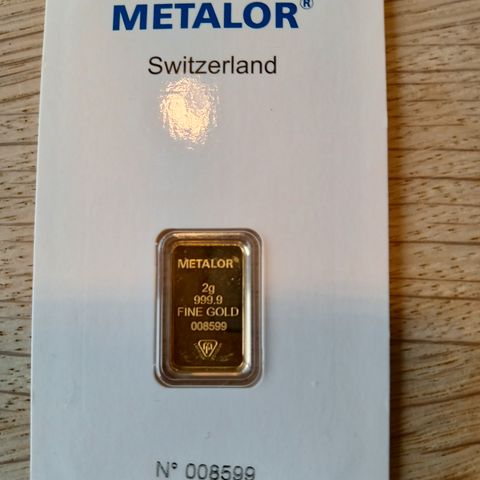 METALOR®
Switzerland
METALOR®
2g
999.9
FINE GOLD
008599
N° 008599